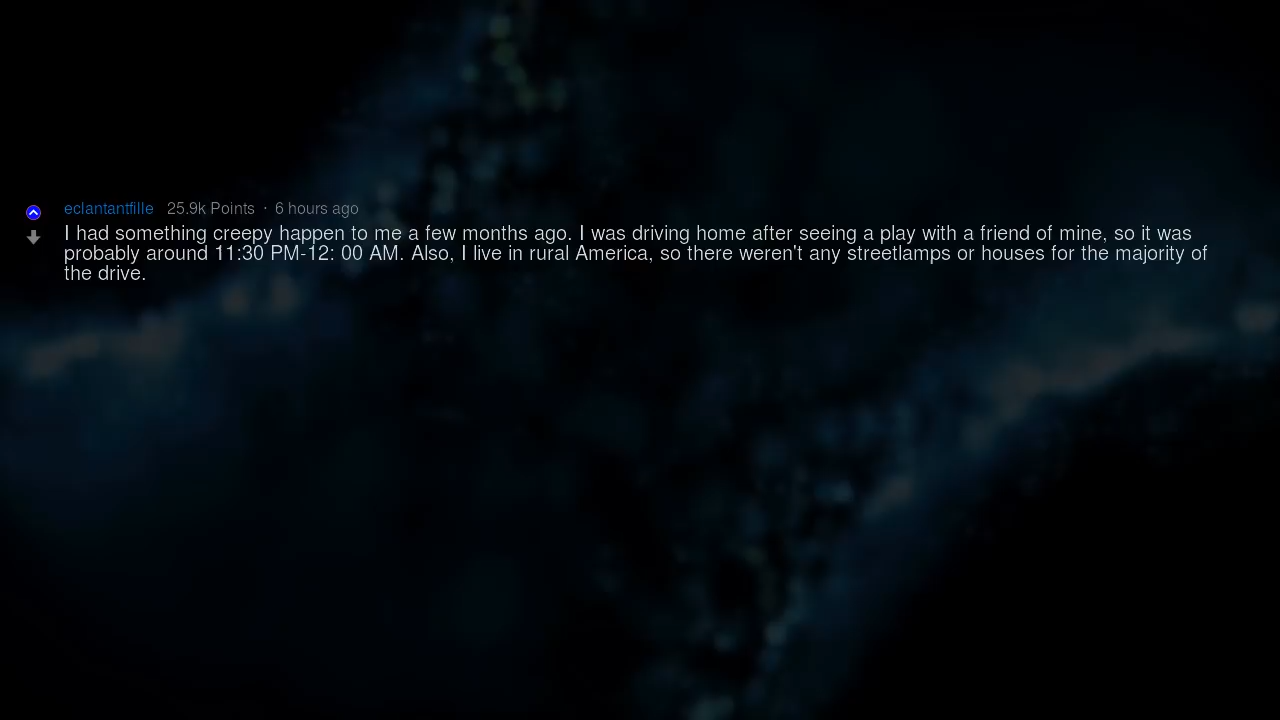 eclantantfille 25.9k Points · 6 hours ago
I had something creepy happen to me a few months ago. I was driving home after seeing a play with a friend of mine, so it was
probably around 11:30 PM-12: 00 AM. Also, I live in rural America, so there weren't any streetlamps or houses for the majority of
the drive.